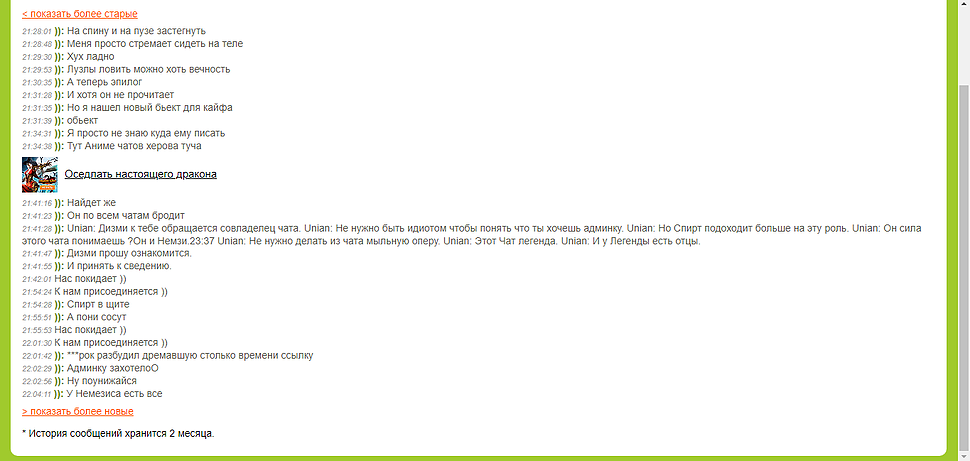 < показать более старые
21:28:01 )): На спину и на пузе застегнуть
21:28:48 )): Меня просто стремает сидеть на теле
21:29:30 )): Хух ладно
21:29:53 )): Лузлы ловить можно хоть вечность
21:30:35 )): А теперь эпилог
21:31:28 )): И хотя он не прочитает
21:31:35 )): Но я нашел новый бьект для кайфа
21:31:39 )): обьект
21:34:31 )): Я просто не знаю куда ему писать
21:34:38 )): Тут Аниме чатов херова туча
Оседлать настоящего дракона
21:41:16 )): Найдет же
21:41:23 )): Он по всем чатам бродит
21:41:28 )): Unian: Дизми к тебе обращается совладелец чата. Unian: Не нужно быть идиотом чтобы понять что ты хочешь админку. Unian: Но Спирт подоходит больше на эту роль. Unian: Он сила
этого чата понимаешь ?Он и Немзи.23:37 Unian: Не нужно делать из чата мыльную оперу. Unian: Этот Чат легенда. Unian: И у Легенды есть отцы.
21:41:47 )): Дизми прошу ознакомится.
21:41:55 )): И принять к сведению.
21:42:01 Нас покидает ))
21:54:24 К нам присоединяется ))
21:54:28 )): Спирт в щите
21:55:51 )): А пони сосут
21:55:53 Нас покидает ))
22:01:30 К нам присоединяется ))
22:01:42 )): ***рок разбудил дремавшую столько времени ссылку
22:02:29 )): Админку захотелоО
22:02:56 )): Ну поунижайся
22:04:11 )): У Немезиса есть все
> показать более новые
* История сообщений хранится 2 месяца.